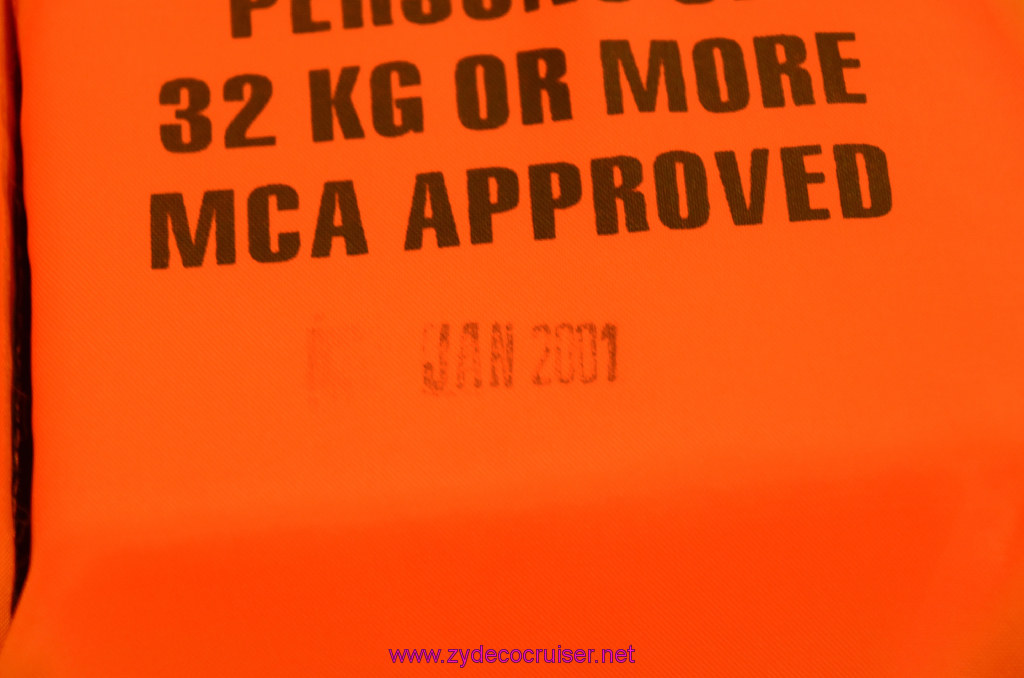 32 KG OR MORE
MCA APPROVED
JAN 2001
www.zydecocruiser.net